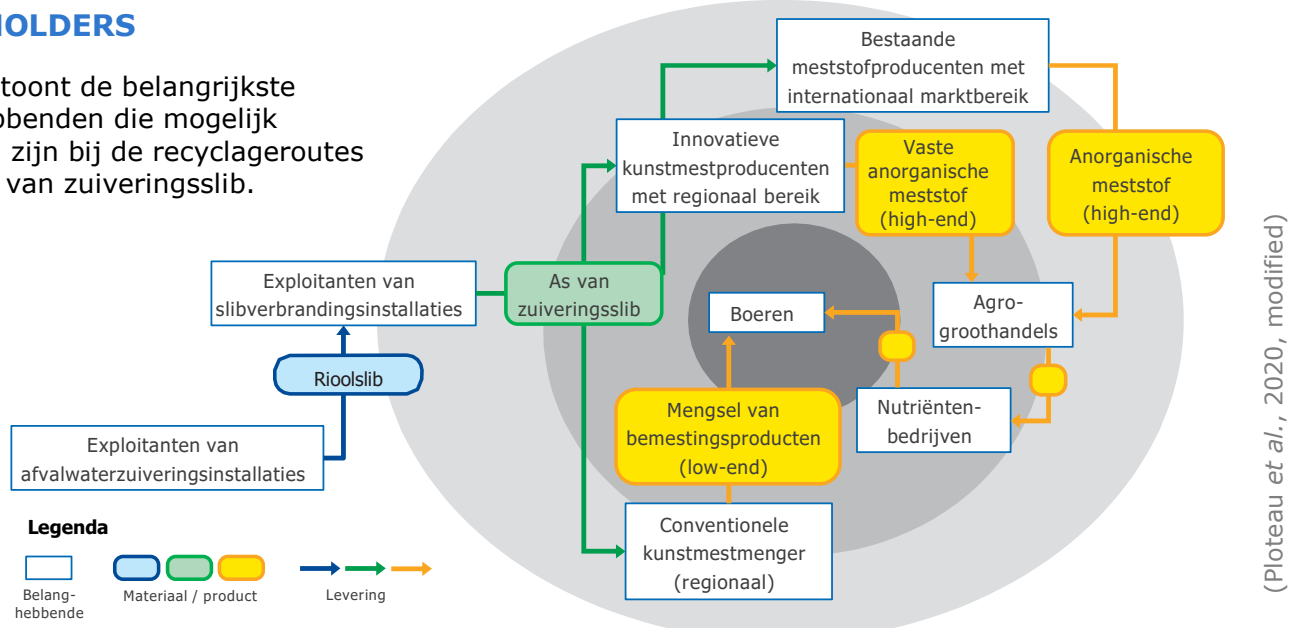 HOLDERS
toont de belangrijkste
bbenden die mogelijk
zijn bij de recyclageroutes
van zuiveringsslib.
Bestaande
meststofproducenten met
internationaal marktbereik
Innovatieve
kunstmestproducenten
met regionaal bereik
Vaste
anorganische
meststof
(high-end)
Anorganische
meststof
(high-end)
Exploitanten van
slibverbrandingsinstallaties
As van
zuiveringsslib
Boeren
Agro-
groothandels
Rioolslib
Exploitanten van
afvalwaterzuiveringsinstallaties
Mengsel van
bemestingsproducten
(low-end)
Nutriënten-
bedrijven
Conventionele
kunstmestmenger
(regionaal)
Legenda
Belang-
hebbende
Materiaal / product
Levering
(Ploteau et al., 2020, modified)